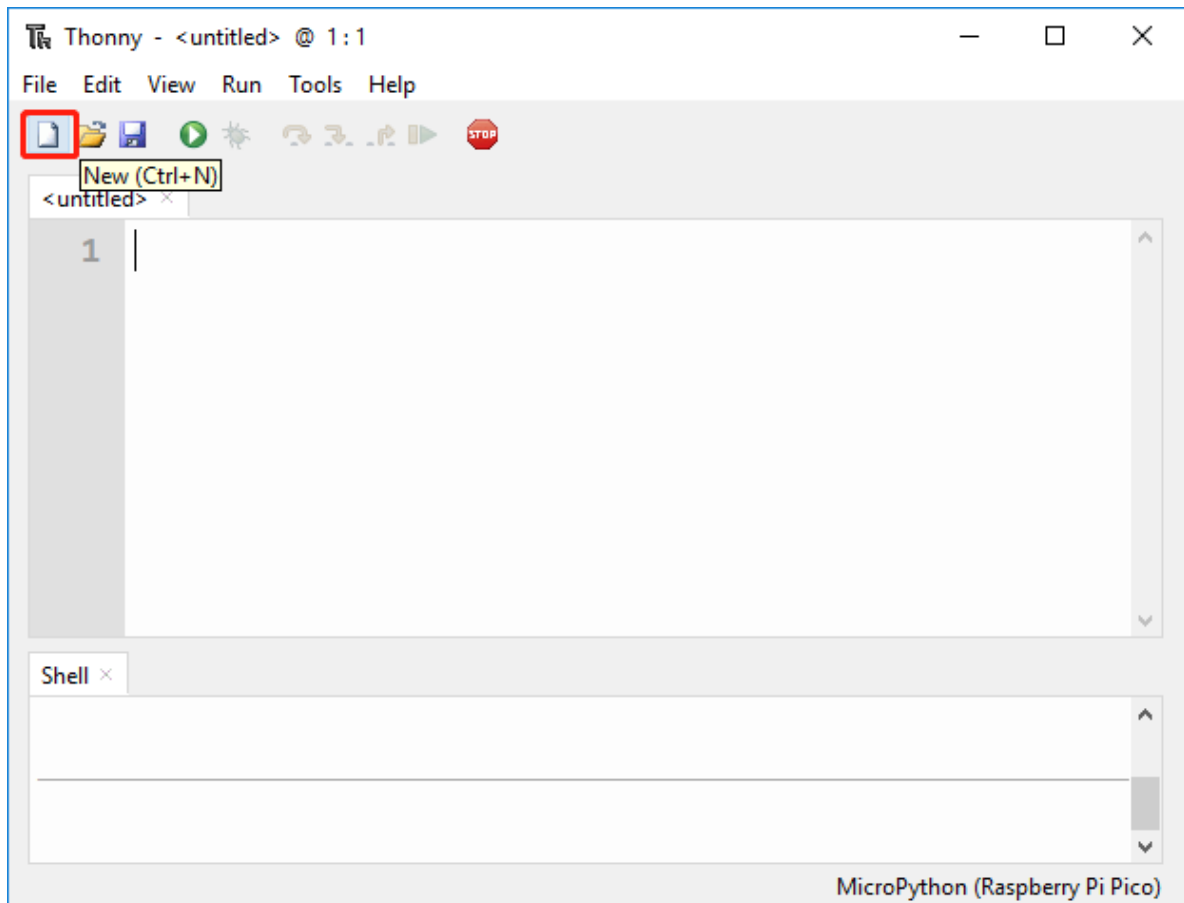 Thonny - <untitled> @ 1:1
File Edit View Run Tools Help
STOP
New (Ctrl+N)
<untitled>
1
Shell
MicroPython (Raspberry Pi Pico)